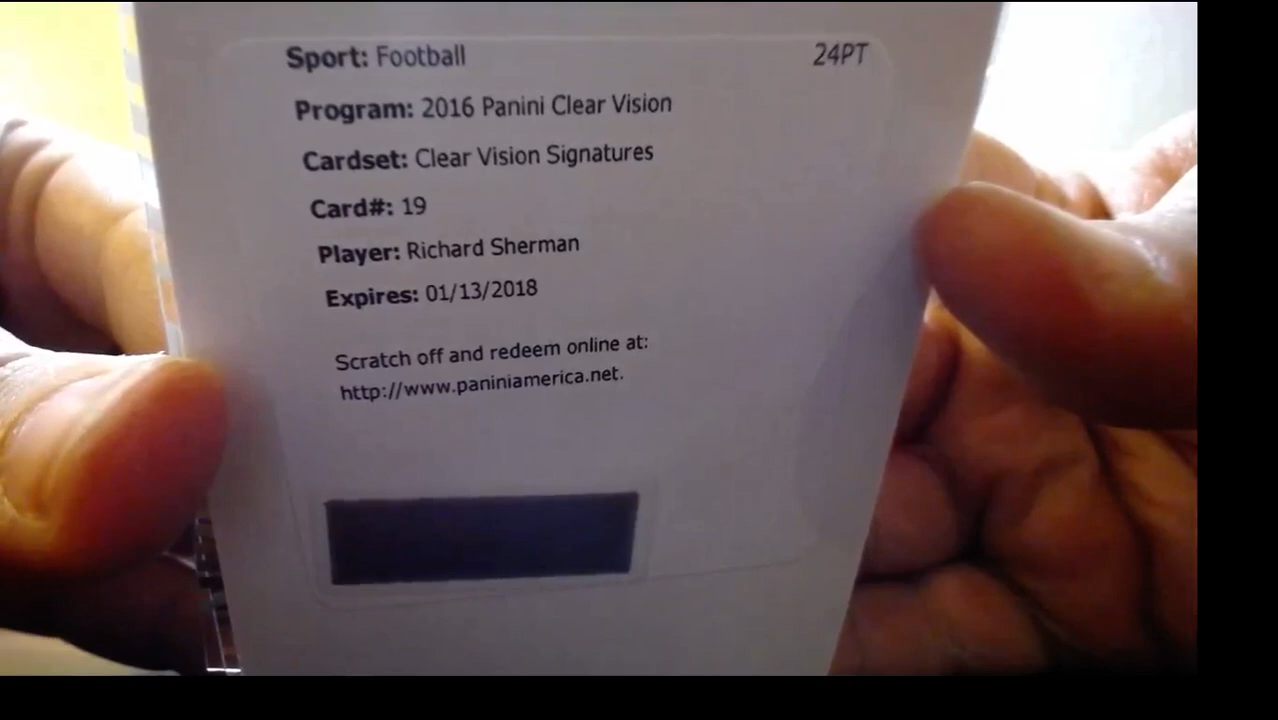 Sport: Football 24PT
Program: 2016 Panini Clear Vision
Cardset: Clear Vision Signatures
Card#: 19
Player: Richard Sherman
Expires: 01/13/2018
Scratch off and redeem online at:
http://www.paniniamerica.net.